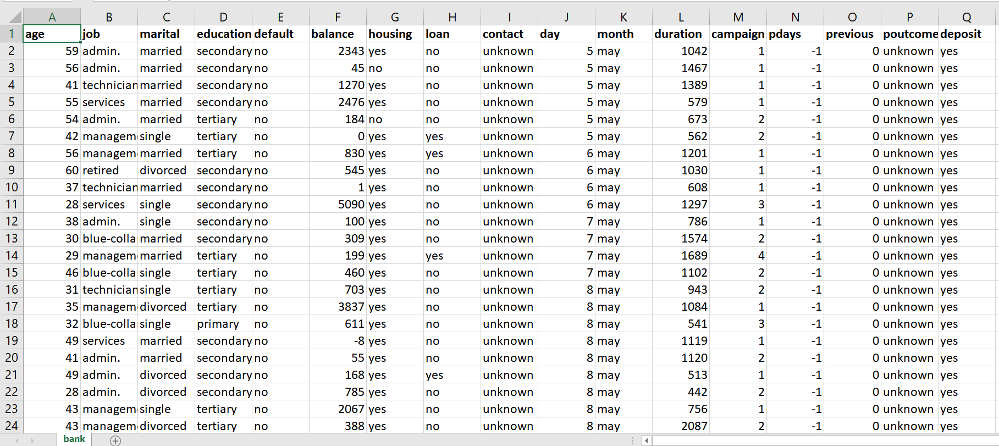 A B C D E F G H I J K L M N O P Q
1 age job marital education default balance housing loan contact day month duration campaign pdays previous poutcome deposit
2 59 admin. married secondary no 2343 yes no unknown 5 may 1042 1 -1 0 unknown yes
3 56 admin. married secondary no 45 no no unknown 5 may 1467 1 -1 0 unknown yes
4 41 technician married secondary no 1270 yes no unknown 5 may 1389 1 -1 0 unknown yes
5 55 services married secondary no 2476 yes no unknown 5 may 579 1 -1 0 unknown yes
6 54 admin. married tertiary no 184 no no unknown 5 may 673 2 -1 0 unknown yes
7 42 managem single tertiary no 0 yes yes unknown 5 may 562 2 -1 0 unknown yes
8 56 managem married tertiary no 830 yes yes unknown 6 may 1201 1 -1 0 unknown yes
9 60 retired divorced secondary no 545 yes no unknown 6 may 1030 1 -1 0 unknown yes
10 37 technician married secondary no 1 yes no unknown 6 may 608 1 -1 0 unknown yes
11 28 services single secondary no 5090 yes no unknown 6 may 1297 3 -1 0 unknown yes
12 38 admin. single secondary no 100 yes no unknown 7 may 786 1 -1 0 unknown yes
13 30 blue-colla married secondary no 309 yes no unknown 7 may 1574 2 -1 0 unknown yes
14 29 managem married tertiary no 199 yes yes unknown 7 may 1689 4 -1 0 unknown yes
15 46 blue-colla single tertiary no 460 yes no unknown 7 may 1102 2 -1 0 unknown yes
16 31 technician single tertiary no 703 yes no unknown 8 may 943 2 -1 0 unknown yes
17 35 managem divorced tertiary no 3837 yes no unknown 8 may 1084 1 -1 0 unknown yes
18 32 blue-colla single primary no 611 yes no unknown 8 may 541 3 -1 0 unknown yes
19 49 services married secondary no -8 yes no unknown 8 may 1119 1 -1 0 unknown yes
20 41 admin. married secondary no 55 yes no unknown 8 may 1120 2 -1 0 unknown yes
21 49 admin. divorced secondary no 168 yes yes unknown 8 may 513 1 -1 0 unknown yes
22 28 admin. divorced secondary no 785 yes no unknown 8 may 442 2 -1 0 unknown yes
23 43 managem single tertiary no 2067 yes no unknown 8 may 756 1 -1 0 unknown yes
24 43 managem divorced tertiary no 388 yes no unknown 8 may 2087 2 -1 0 unknown yes
bank